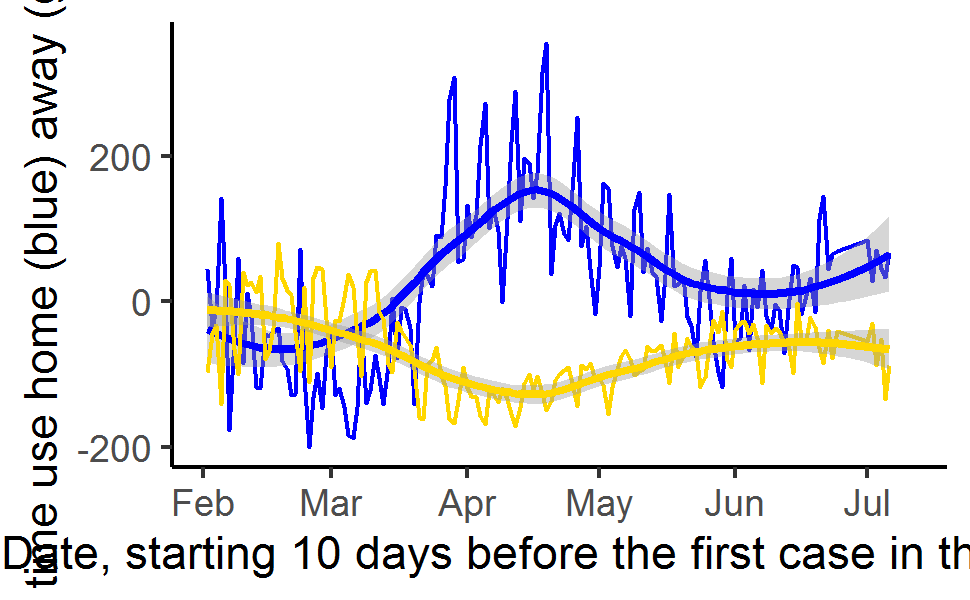 time use home (blue) away (
200
0
-200
Feb Mar Apr May Jun Jul
Date, starting 10 days before the first case in th